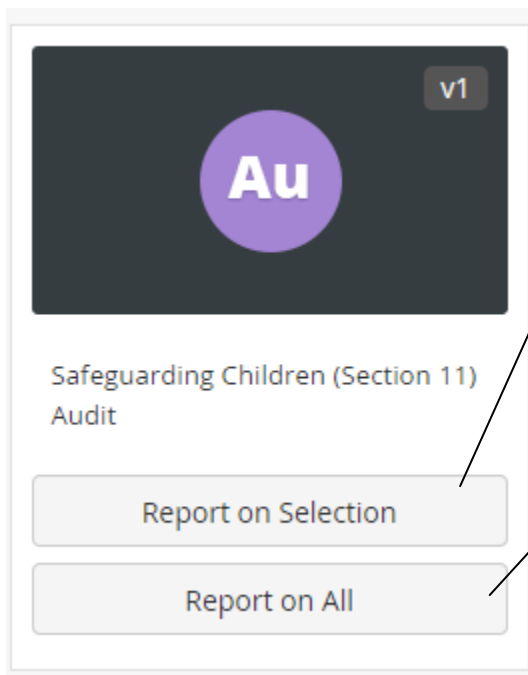 v1
Au
Safeguarding Children (Section 11)
Audit
Report on Selection
Report on All